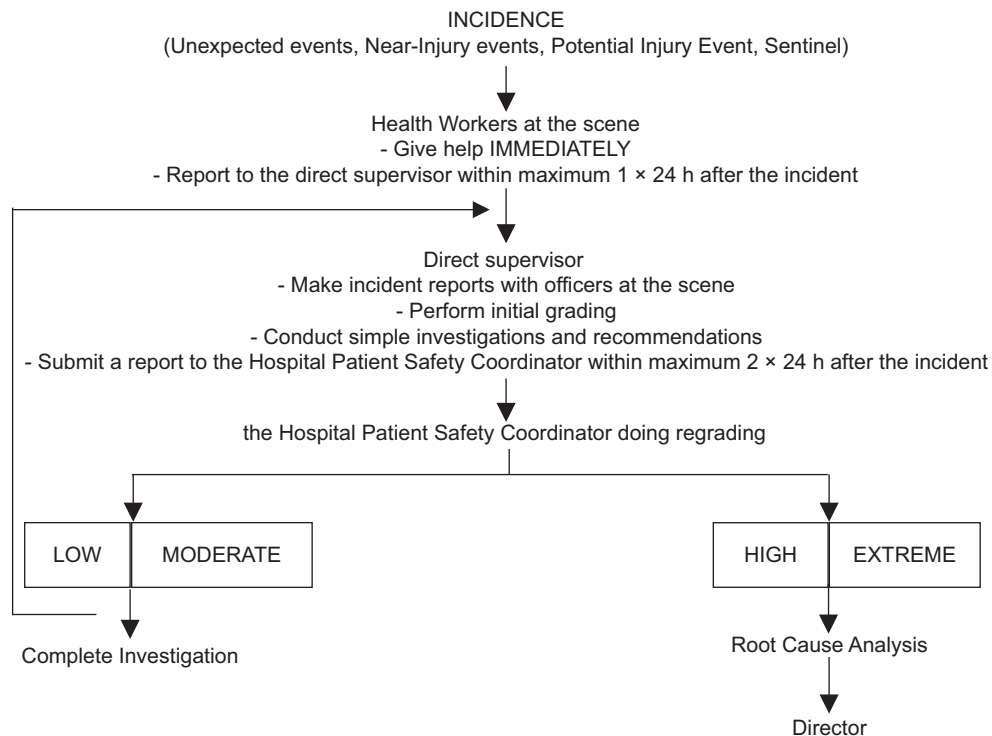 INCIDENCE
(Unexpected events, Near-Injury events, Potential Injury Event, Sentinel)
Health Workers at the scene
- Give help IMMEDIATELY
- Report to the direct supervisor within maximum 1 × 24 h after the incident
Direct supervisor
- Make incident reports with officers at the scene
- Perform initial grading
- Conduct simple investigations and recommendations
- Submit a report to the Hospital Patient Safety Coordinator within maximum 2 × 24 h after the incident
the Hospital Patient Safety Coordinator doing regrading
LOW MODERATE
HIGH EXTREME
Complete Investigation
Root Cause Analysis
Director